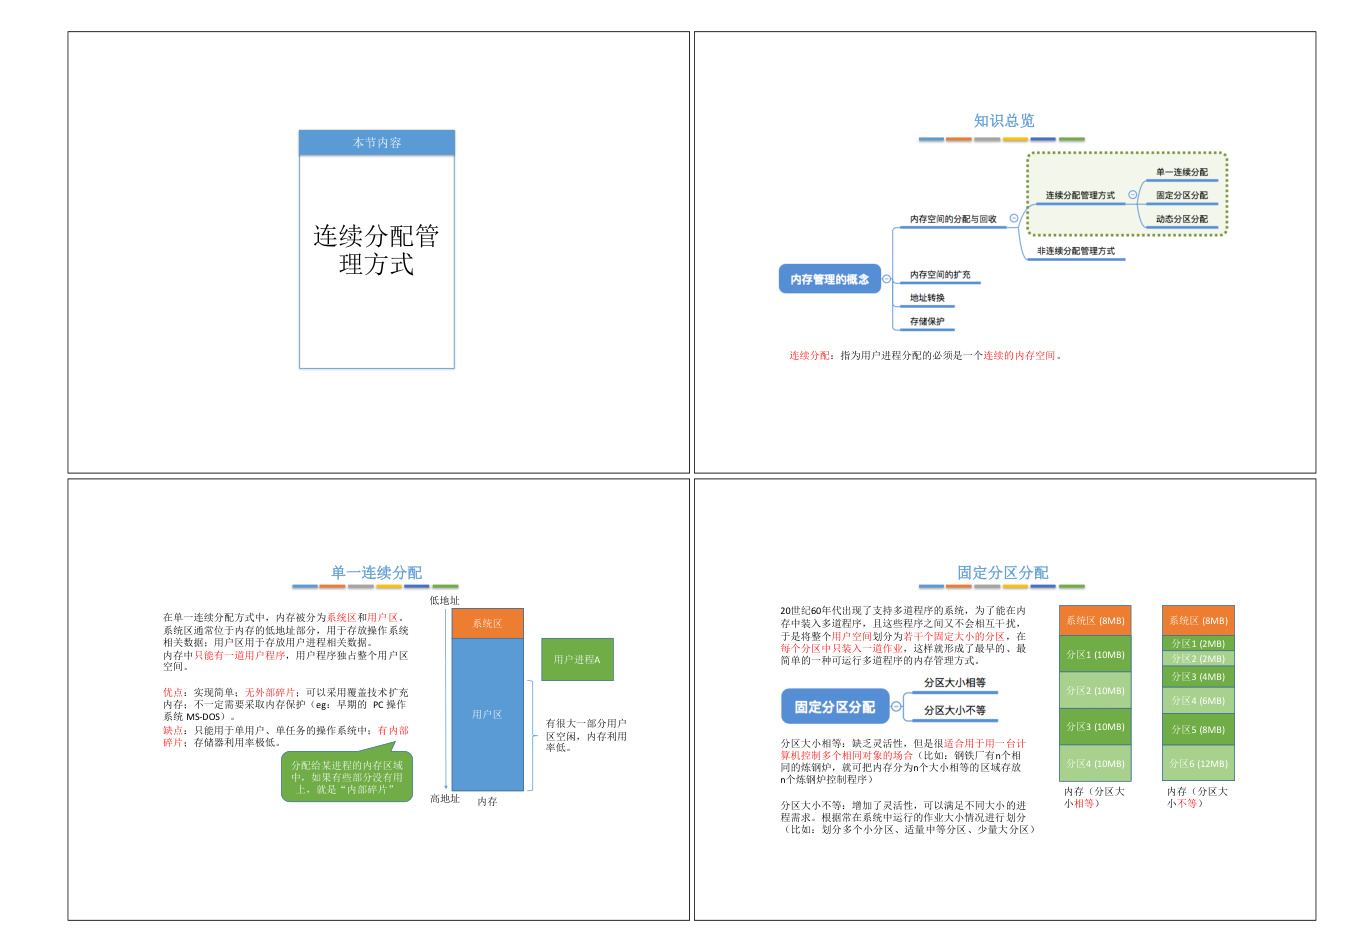 本节内容
连续分配管
理方式
知识总览
单一连续分配
连续分配管理方式
固定分区分配
动态分区分配
内存空间的分配与回收
非连续分配管理方式
内存管理的概念
内存空间的扩充
地址转换
存储保护
连续分配：指为用户进程分配的必须是一个连续的内存空间。
单一连续分配
在单一连续分配方式中，内存被分为系统区和用户区。
系统区通常位于内存的低地址部分，用于存放操作系统
相关数据；用户区用于存放用户进程相关数据。
内存中只能有一道用户程序，用户程序独占整个用户区
空间。
优点：实现简单；无外部碎片；可以采用覆盖技术扩充
内存；不一定需要采取内存保护（eg：早期的 PC 操作
系统 MS-DOS）。
缺点：只能用于单用户、单任务的操作系统中；有内部
碎片；存储器利用率极低。
分配给某进程的内存区域
中，如果有些部分没有用
上，就是“内部碎片”
低地址
系统区
用户区
高地址
内存
用户进程A
有很大一部分用户
区空闲，内存利用
率低。
固定分区分配
20世纪60年代出现了支持多道程序的系统，为了能在内
存中装入多道程序，且这些程序之间又不会相互干扰，
于是将整个用户空间划分为若干个固定大小的分区，在
每个分区中只装入一道作业，这样就形成了最早的、最
简单的一种可运行多道程序的内存管理方式。
固定分区分配
分区大小相等
分区大小不等
分区大小相等：缺乏灵活性，但是很适合用于用一台计
算机控制多个相同对象的场合（比如：钢铁厂有n个相
同的炼钢炉，就可把内存分为n个大小相等的区域存放
n个炼钢炉控制程序）
分区大小不等：增加了灵活性，可以满足不同大小的进
程需求。根据常在系统中运行的作业大小情况进行划分
（比如：划分多个小分区、适量中等分区、少量大分区）
系统区 (8MB)
分区1 (10MB)
分区2 (10MB)
分区3 (10MB)
分区4 (10MB)
内存（分区大
小相等）
系统区 (8MB)
分区1 (2MB)
分区2 (2MB)
分区3 (4MB)
分区4 (6MB)
分区5 (8MB)
分区6 (12MB)
内存（分区大
小不等）